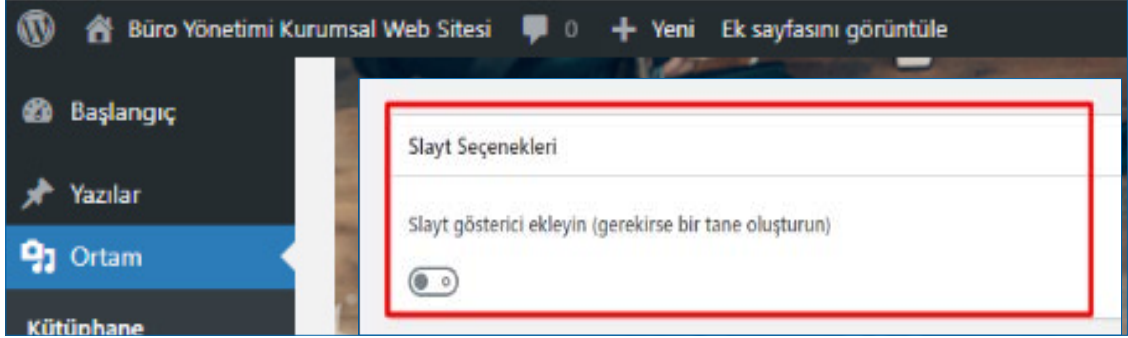 Büro Yönetimi Kurumsal Web Sitesi 0 Yeni Ek sayfasını görüntüle
Başlangıç
Yazılar
Ortam
Kütüphane
Slayt Seçenekleri
Slayt gösterici ekleyin (gerekirse bir tane oluşturun)